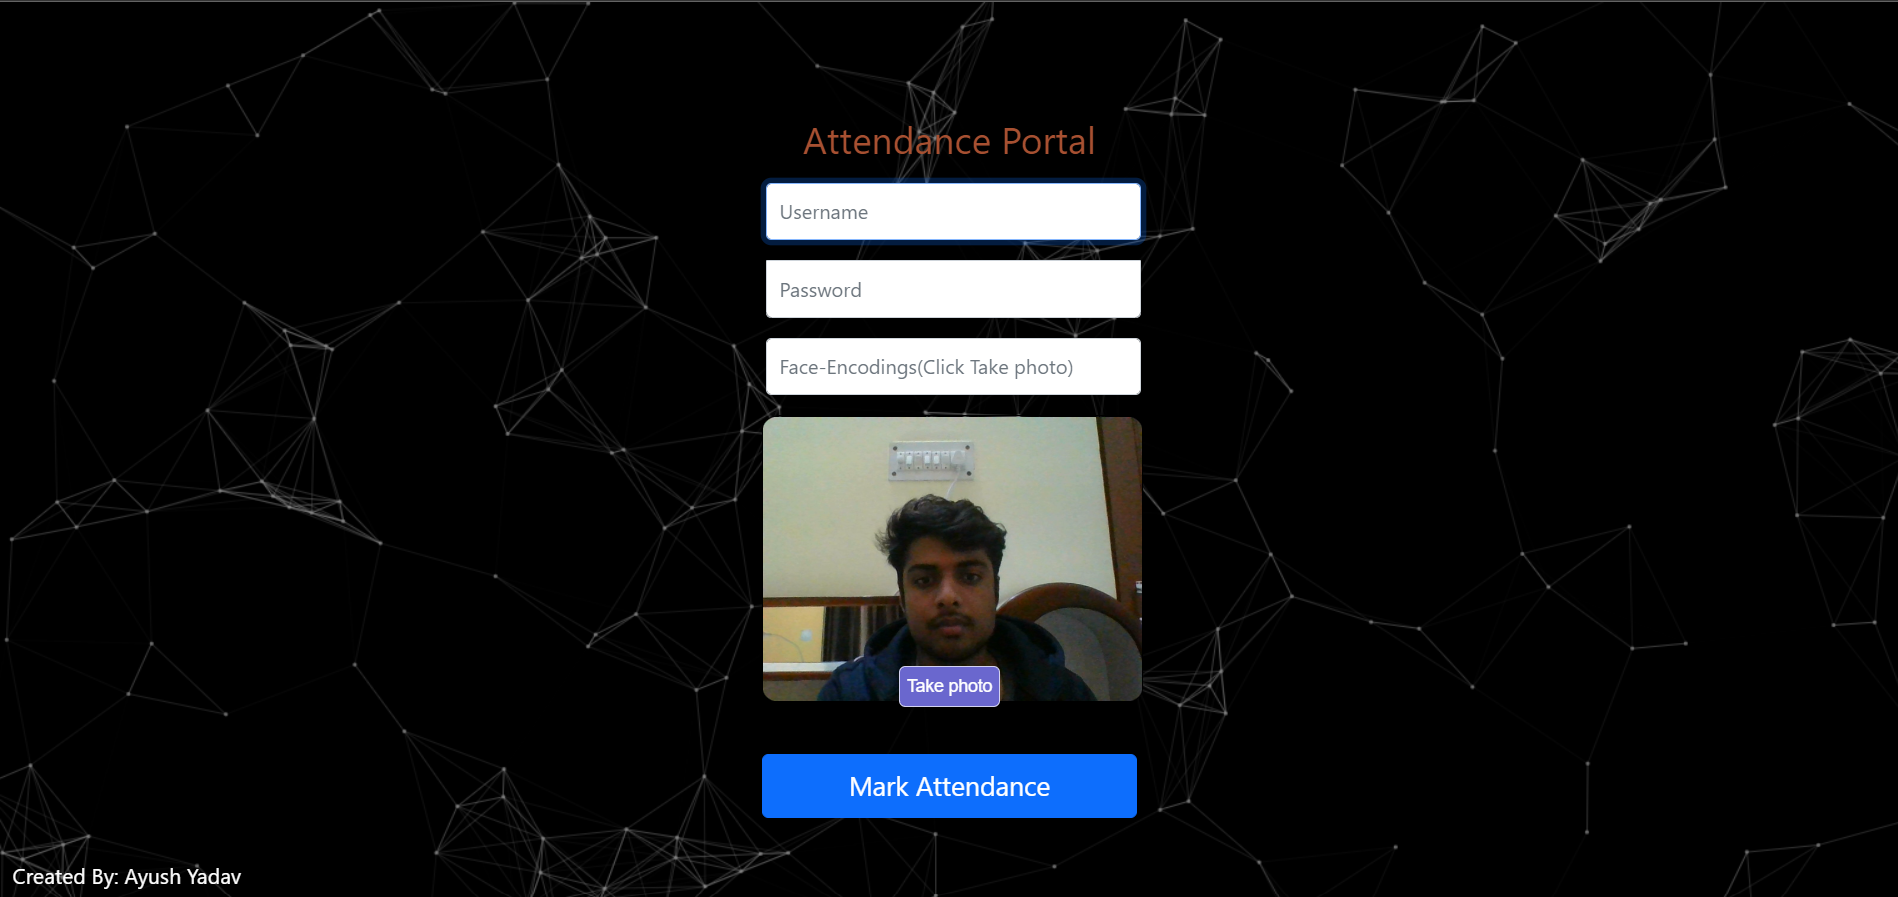 Attendance Portal
Username
Password
Face-Encodings(Click Take photo)
Take photo
Mark Attendance
Created By: Ayush Yadav